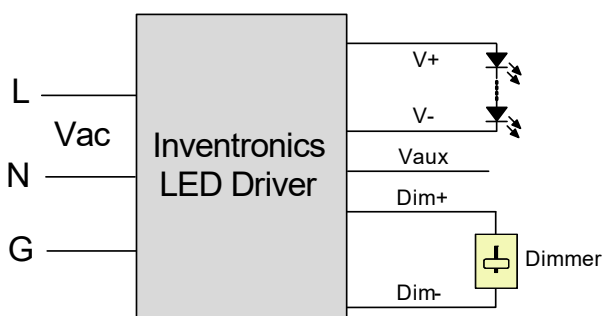 L
Vac
N
G
Inventronics
LED Driver
V+
V-
Vaux
Dim+
Dimmer
Dim-